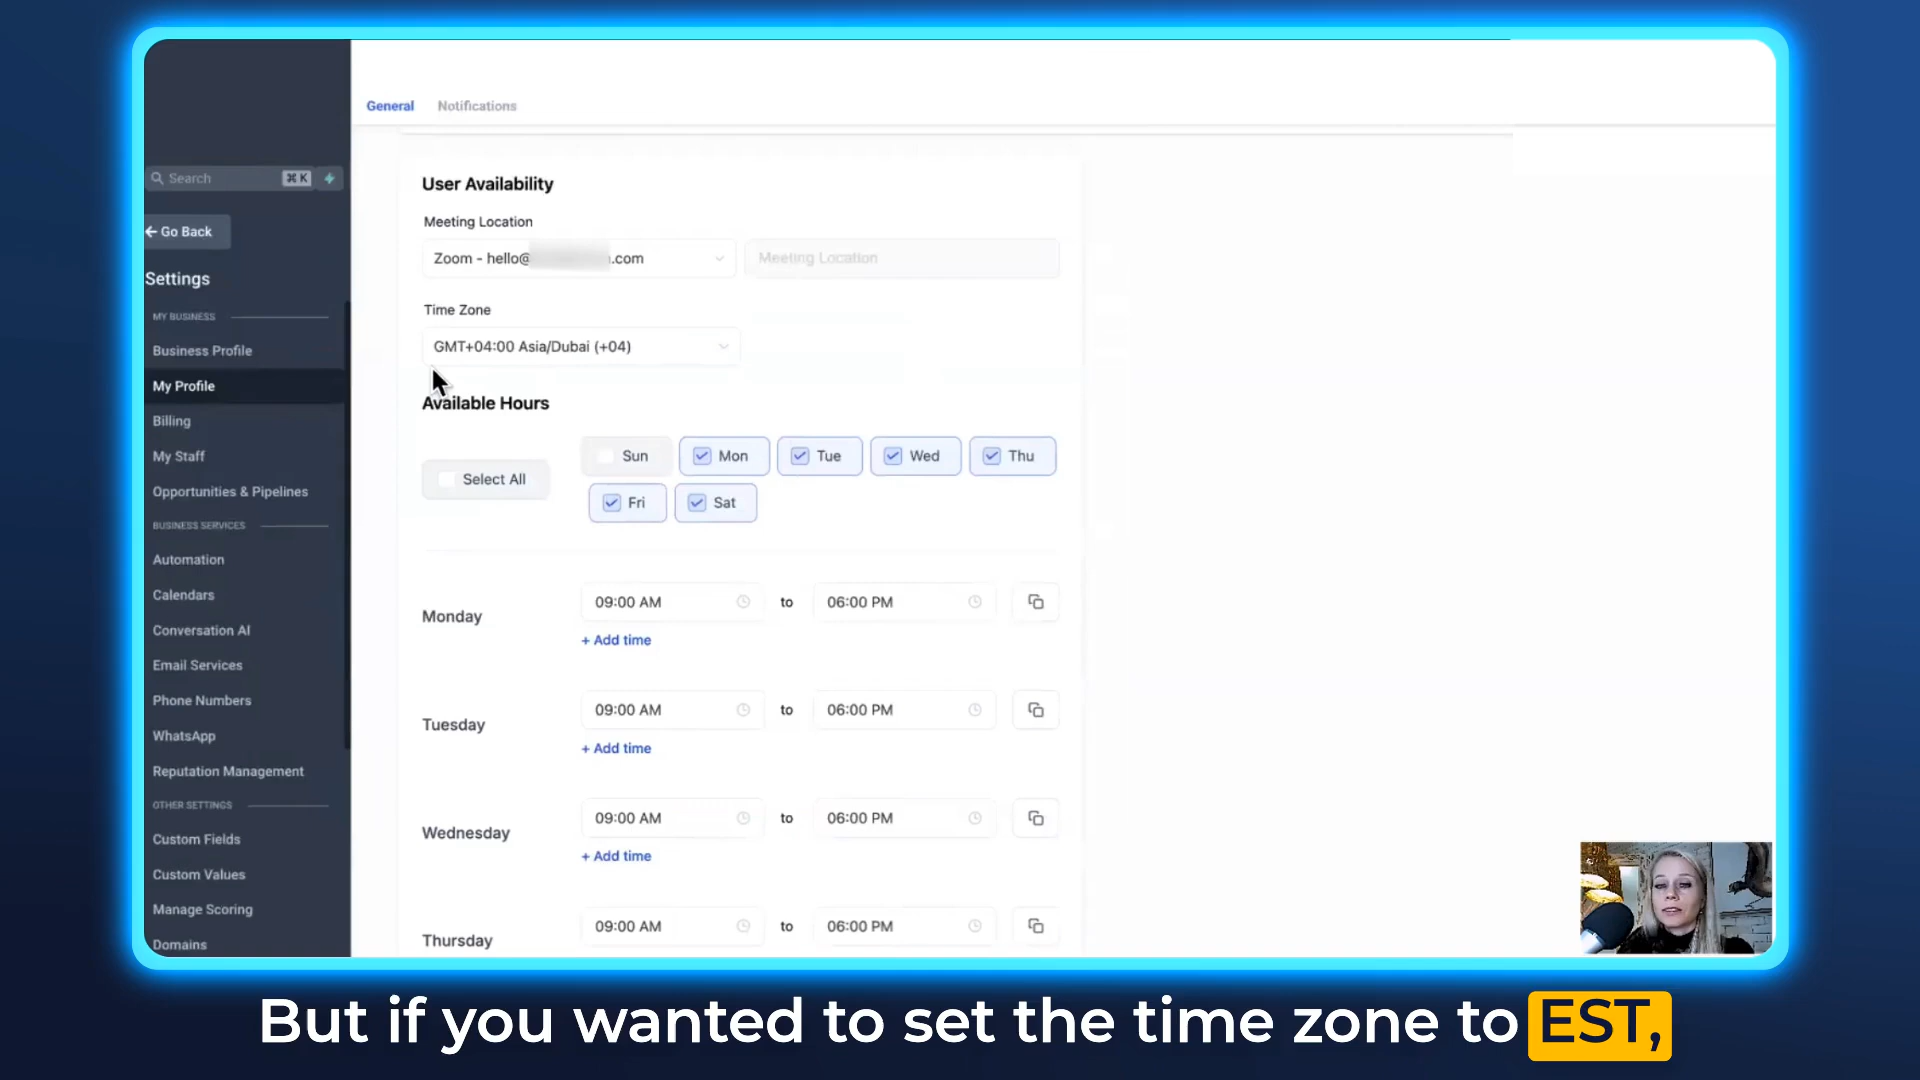 General Notifications
Search ⌘ K
Go Back
Settings
MY BUSINESS
Business Profile
My Profile
Billing
My Staff
Opportunities & Pipelines
BUSINESS SERVICES
Automation
Calendars
Conversation AI
Email Services
Phone Numbers
WhatsApp
Reputation Management
OTHER SETTINGS
Custom Fields
Custom Values
Manage Scoring
Domains
User Availability
Meeting Location
Zoom - hello@ .com Meeting Location
Time Zone
GMT+04:00 Asia/Dubai (+04)
Available Hours
Select All
Sun Mon Tue Wed Thu
Fri Sat
Monday 09:00 AM to 06:00 PM
+ Add time
Tuesday 09:00 AM to 06:00 PM
+ Add time
Wednesday 09:00 AM to 06:00 PM
+ Add time
Thursday 09:00 AM to 06:00 PM
But if you wanted to set the time zone to EST,